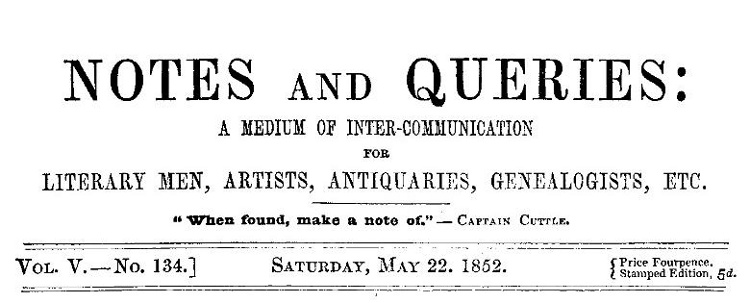 NOTES AND QUERIES:
A MEDIUM OF INTER-COMMUNICATION
FOR
LITERARY MEN, ARTISTS, ANTIQUARIES, GENEALOGISTS, ETC.
"When found, make a note of."—CAPTAIN CUTTLE.
VOL. V.—No. 134.] SATURDAY, MAY 22. 1852. { Price Fourpence.
{ Stamped Edition, 5d.